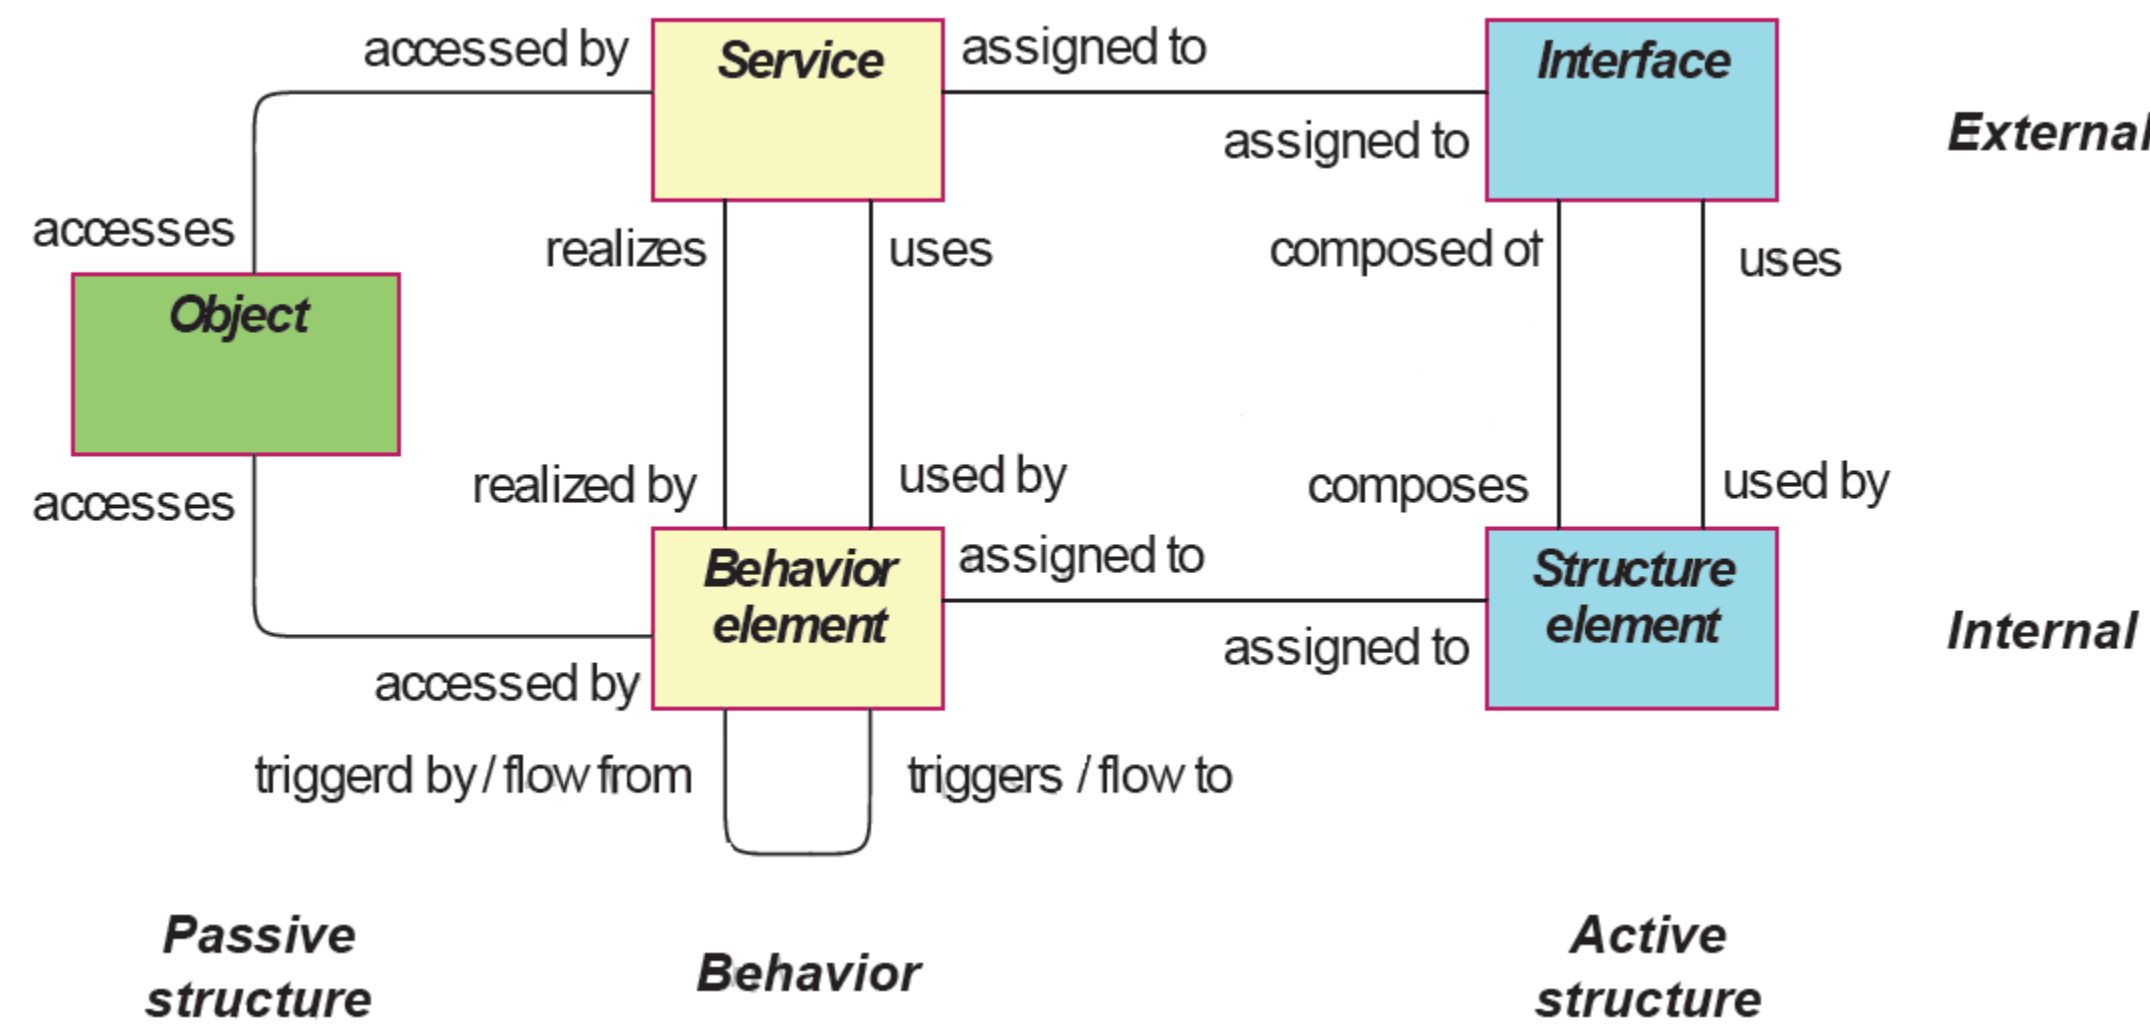 accessed by
Service
assigned to
Interface
assigned to
External
accesses
realizes
uses
composed of
uses
Object
accesses
realized by
used by
composes
used by
Behavior
element
assigned to
Structure
element
assigned to
Internal
accessed by
triggerd by / flow from
triggers / flow to
Passive
structure
Behavior
Active
structure